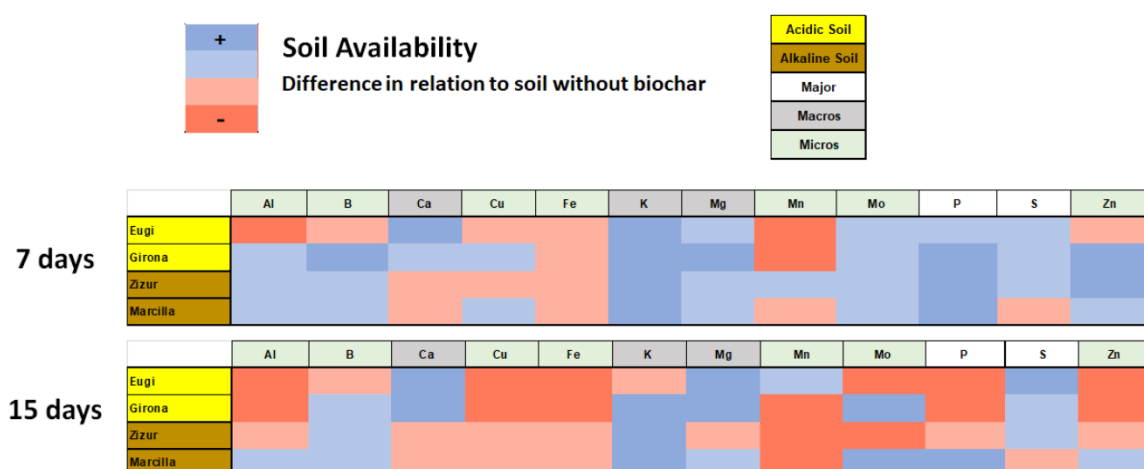 +
-
Soil Availability
Difference in relation to soil without biochar
Acidic Soil
Alkaline Soil
Major
Macros
Micros
7 days
Al B Ca Cu Fe K Mg Mn Mo P S Zn
Eugi
Girona
Zizur
Marcilla
15 days
Al B Ca Cu Fe K Mg Mn Mo P S Zn
Eugi
Girona
Zizur
Marcilla